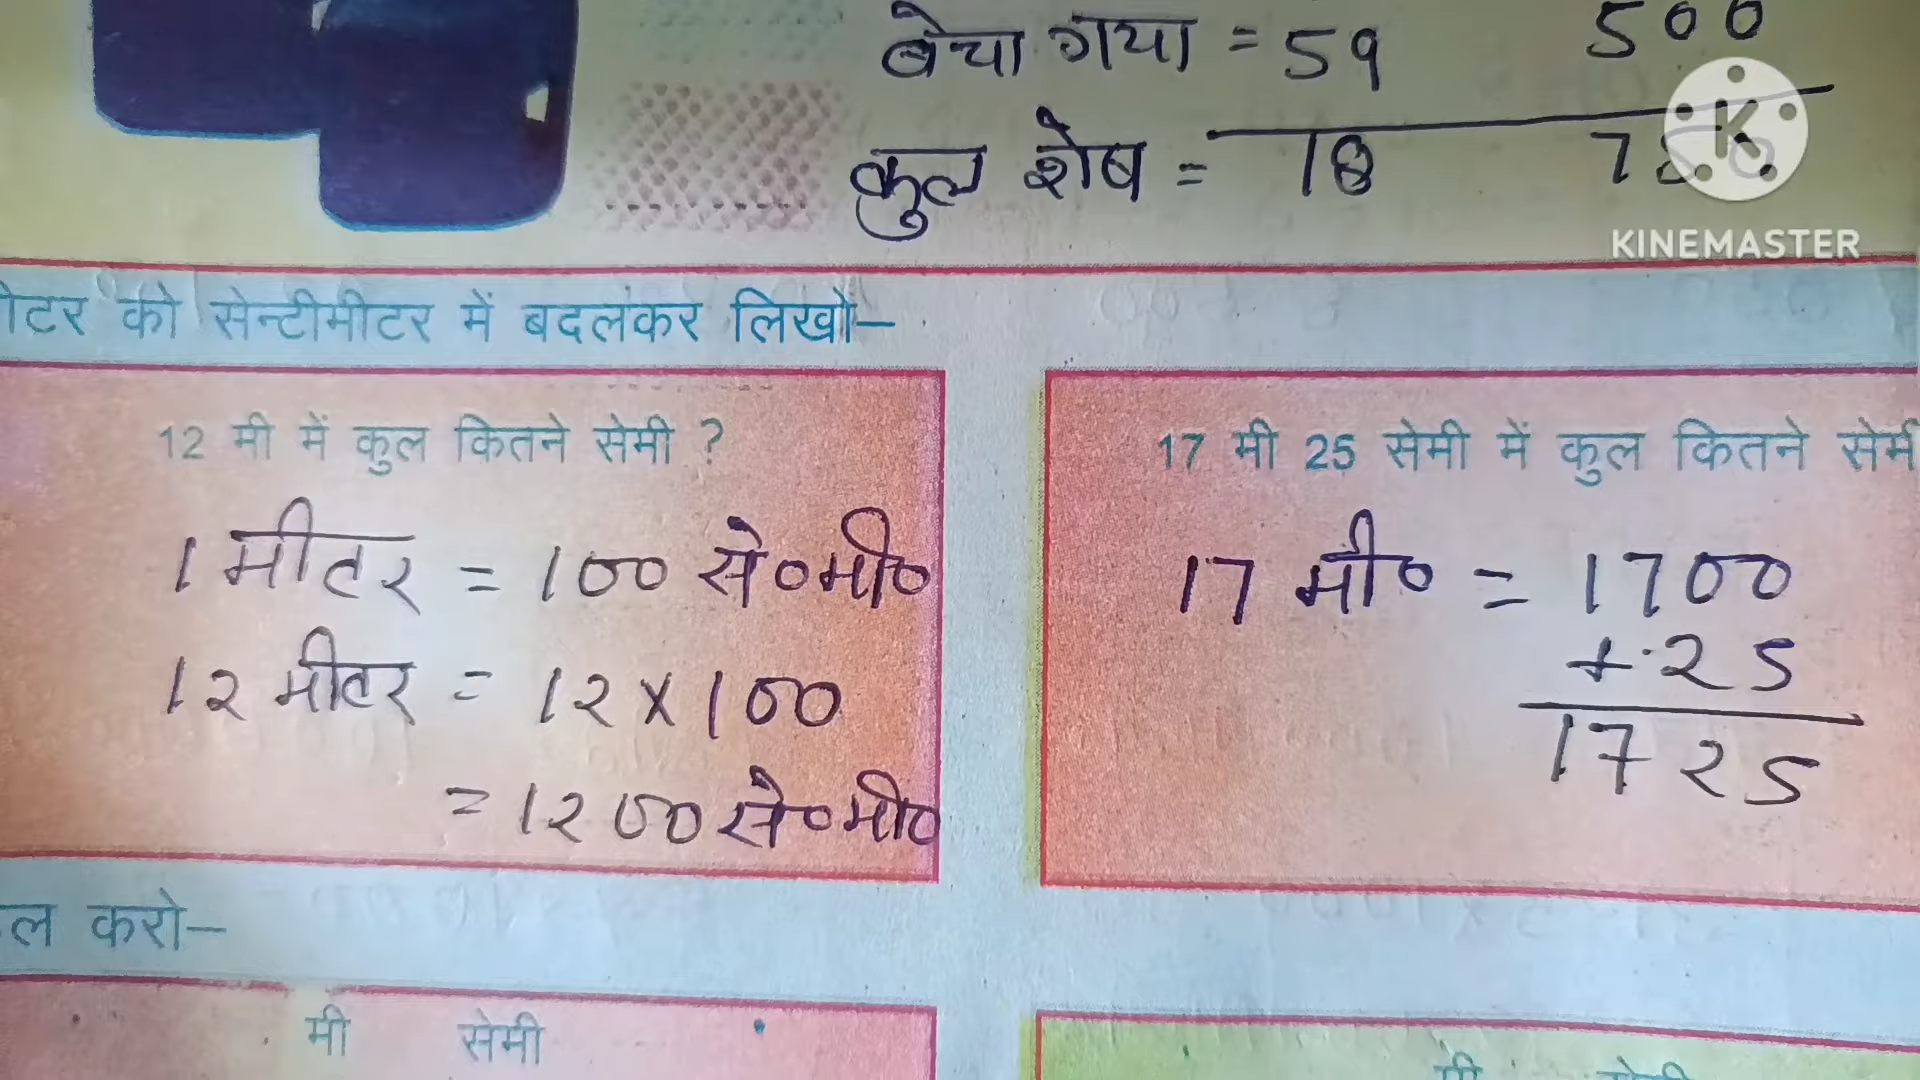 बेचा गया = 59 500
कुल शेष = 18
KINEMASTER
को सेन्टीमीटर में बदलकर लिखो—
12 मी में कुल कितने सेमी ?
1 मीटर = 100 से०मी०
12 मीटर = 12 × 100
= 1200 से०मी०
17 मी 25 सेमी में कुल कितने
17 मी० = 1700
+ 25
1725
करो—
मी सेमी